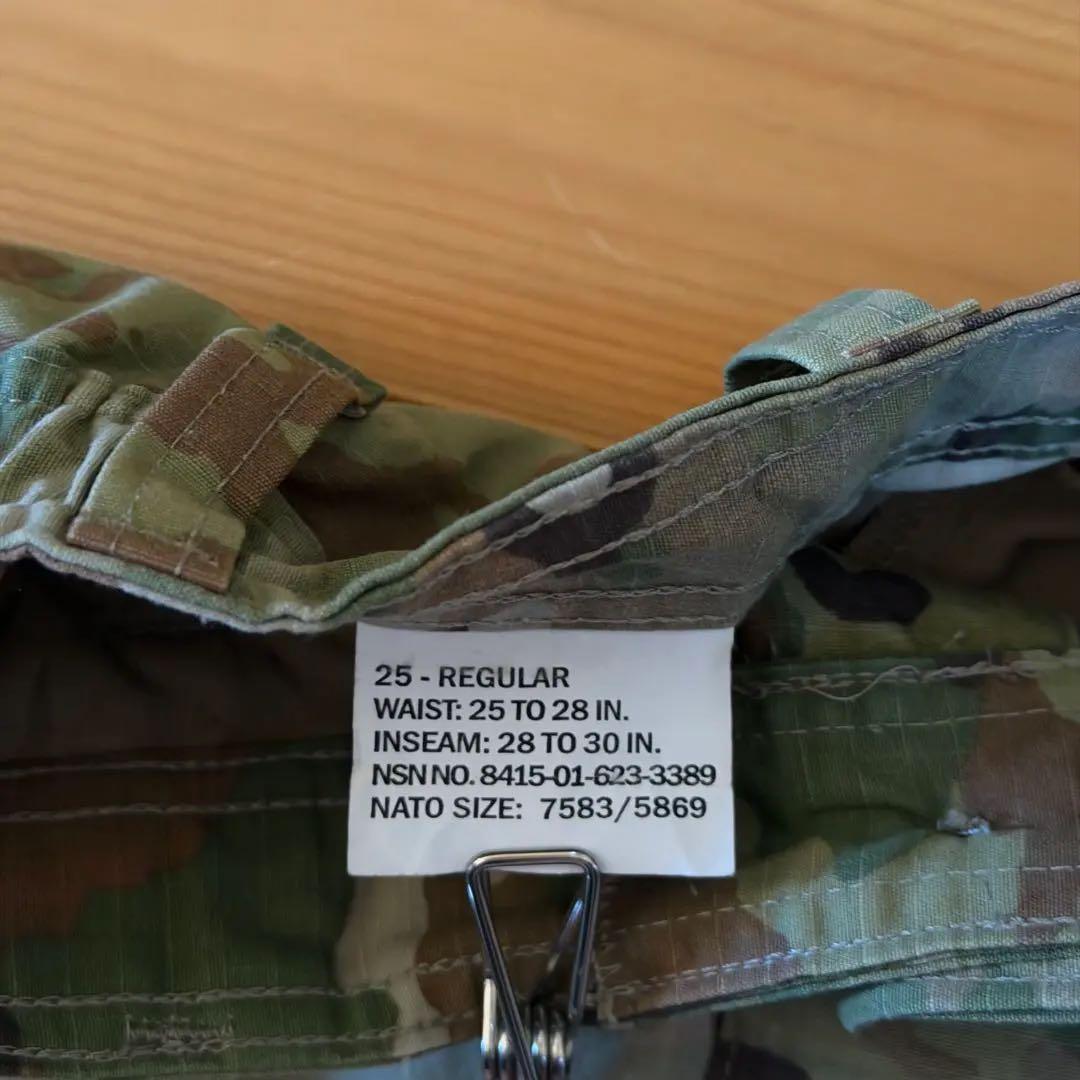 25 - REGULAR
WAIST: 25 TO 28 IN.
INSEAM: 28 TO 30 IN.
NSN NO. 8415-01-623-3389
NATO SIZE: 7583/5869